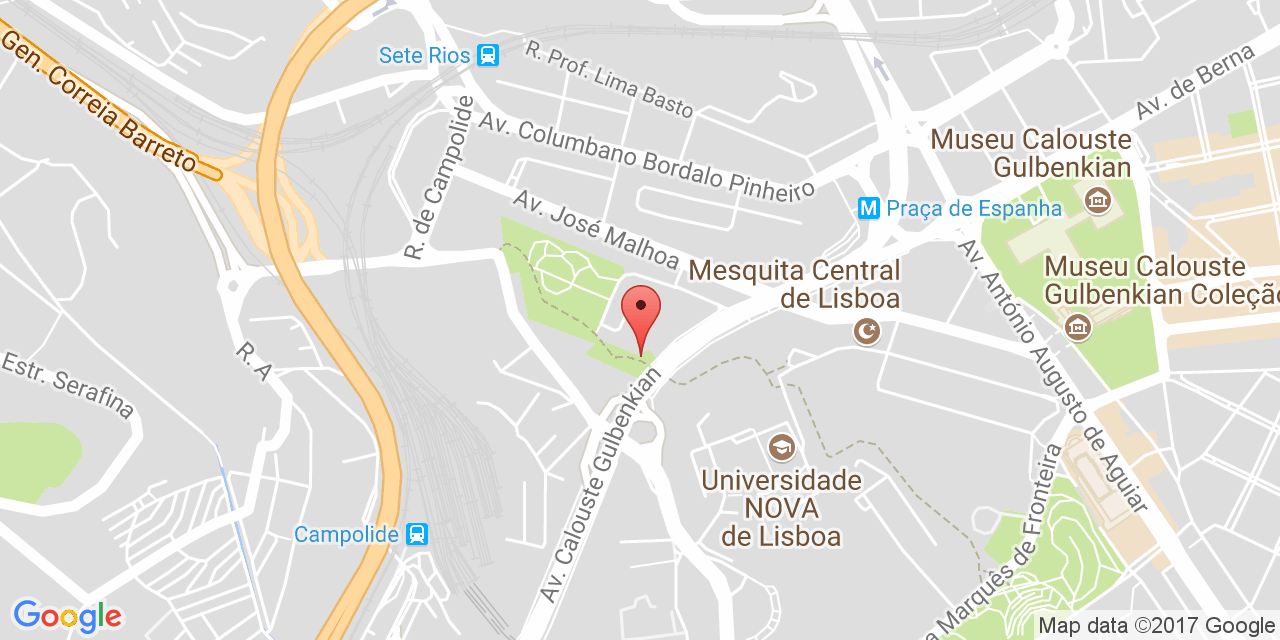 Gen. Correia Barreto
Sete Rios
R. Prof. Lima Basto
Av. de Berna
R. de Campolide
Av. Columbano Bordalo Pinheiro
Museu Calouste
Gulbenkian
M Praça de Espanha
Av. José Malhoa
Mesquita Central
de Lisboa
Museu Calouste
Gulbenkian Coleção
Av. António Augusto de Aguiar
R. A
Estr. Serafina
Av. Calouste Gulbenkian
Universidade
NOVA
de Lisboa
Campolide
a Marquês de Fronteira
Google
Map data ©2017 Google